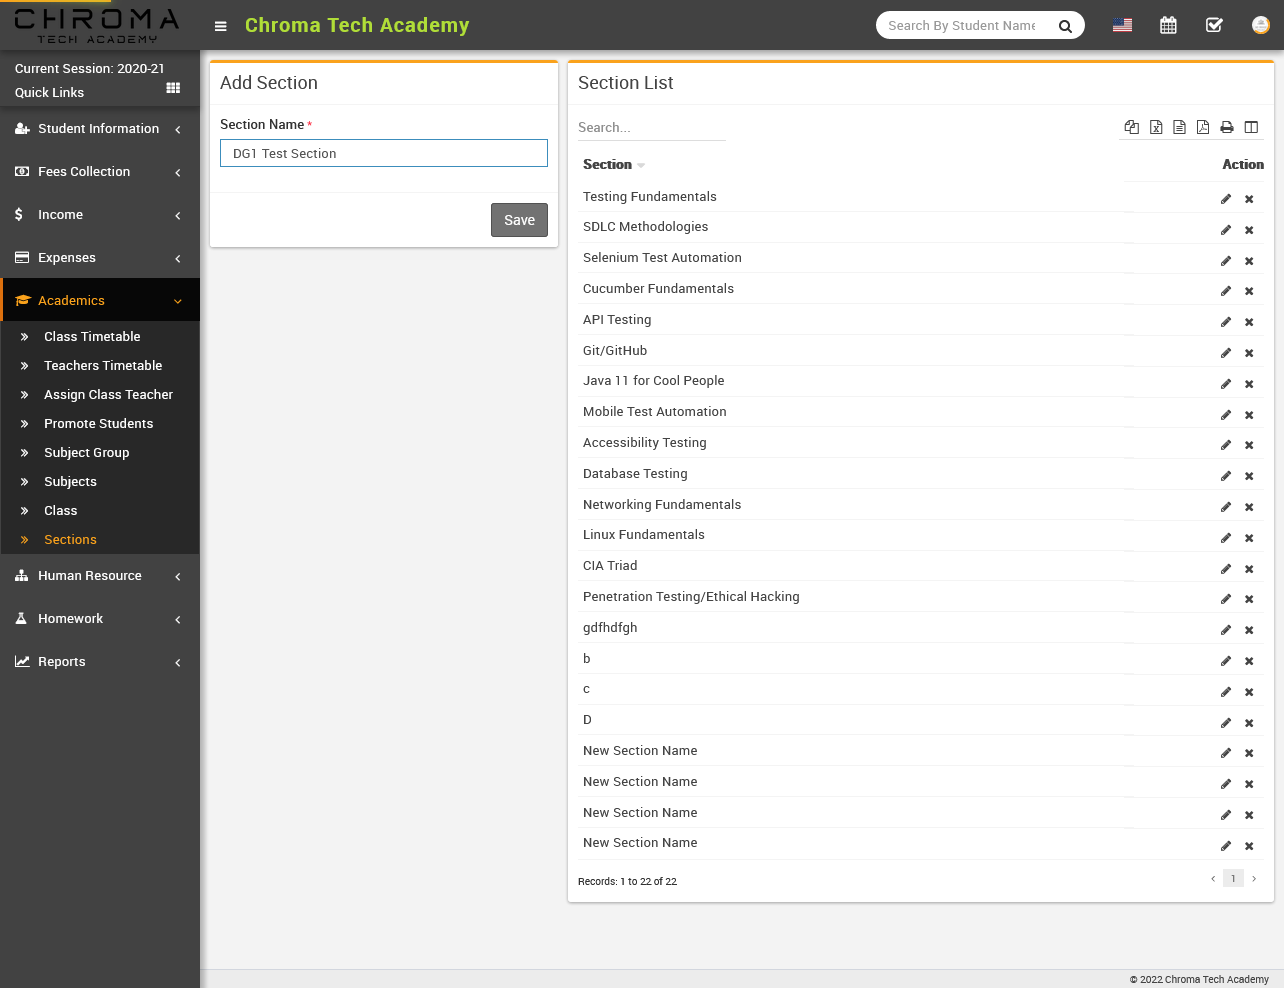 CHROMA
TECH ACADEMY
Chroma Tech Academy
Search By Student Name
Current Session: 2020-21
Quick Links
Student Information
Fees Collection
Income
Expenses
Academics
Class Timetable
Teachers Timetable
Assign Class Teacher
Promote Students
Subject Group
Subjects
Class
Sections
Human Resource
Homework
Reports
Add Section
Section Name *
DG1 Test Section
Save
Section List
Search...
Section Action
Testing Fundamentals
SDLC Methodologies
Selenium Test Automation
Cucumber Fundamentals
API Testing
Git/GitHub
Java 11 for Cool People
Mobile Test Automation
Accessibility Testing
Database Testing
Networking Fundamentals
Linux Fundamentals
CIA Triad
Penetration Testing/Ethical Hacking
gdfhdfgh
b
c
D
New Section Name
New Section Name
New Section Name
New Section Name
Records: 1 to 22 of 22
1
© 2022 Chroma Tech Academy